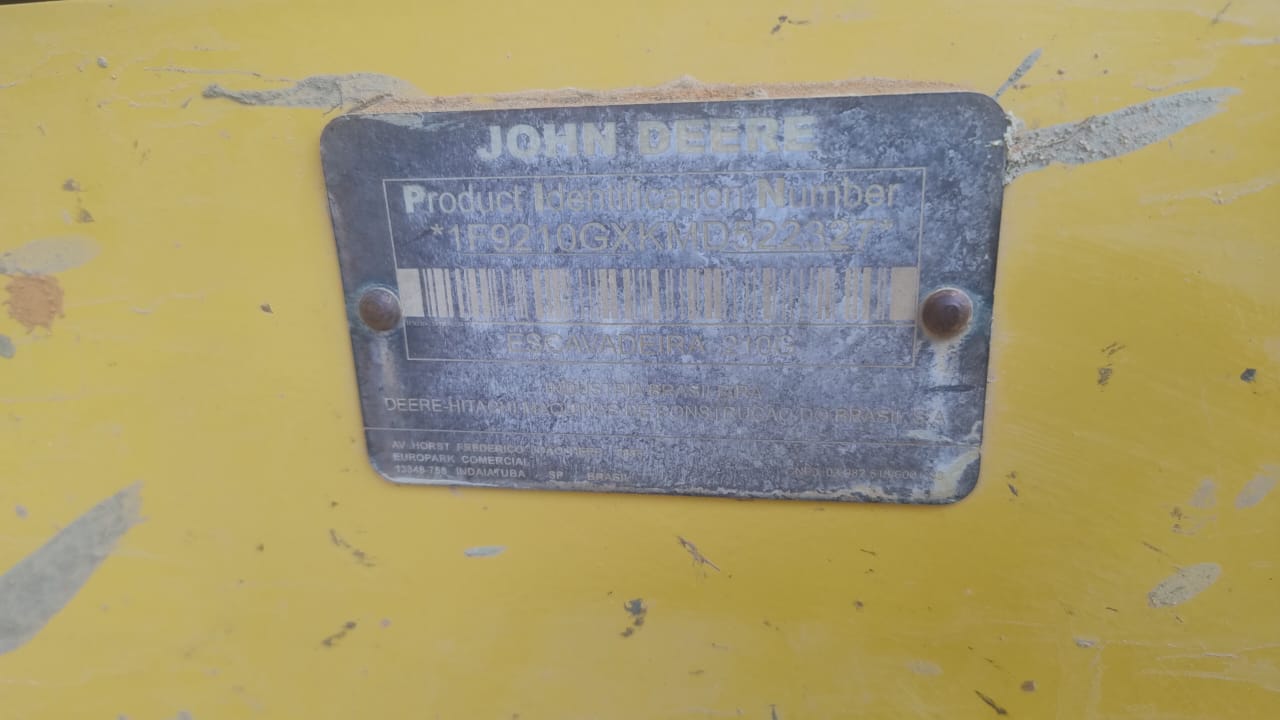 JOHN DEERE
Product Identification Number
*1F9210GXKMD522327*
ESCAVADEIRA 210G
INDUSTRIA BRASILEIRA
DEERE-HITACHI MAQUINAS DE CONSTRUCAO DO BRASIL S.A
AV. HORST FREDERICO
EUROPARK COMERCIAL
13348-758 INDAIATUBA SP BRASIL